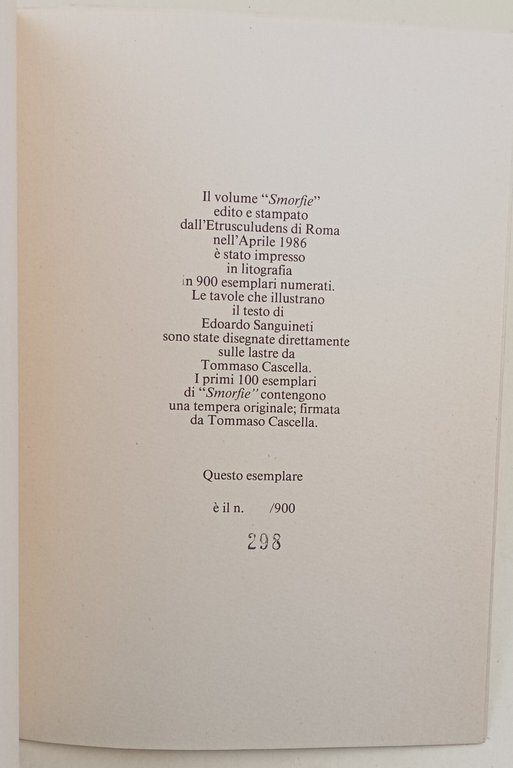 Il volume “Smorfie”
edito e stampato
dall'Etrusculudens di Roma
nell'Aprile 1986
è stato impresso
in litografia
in 900 esemplari numerati.
Le tavole che illustrano
il testo di
Edoardo Sanguineti
sono state disegnate direttamente
sulle lastre da
Tommaso Cascella.
I primi 100 esemplari
di “Smorfie” contengono
una tempera originale; firmata
da Tommaso Cascella.
Questo esemplare
è il n. /900
298